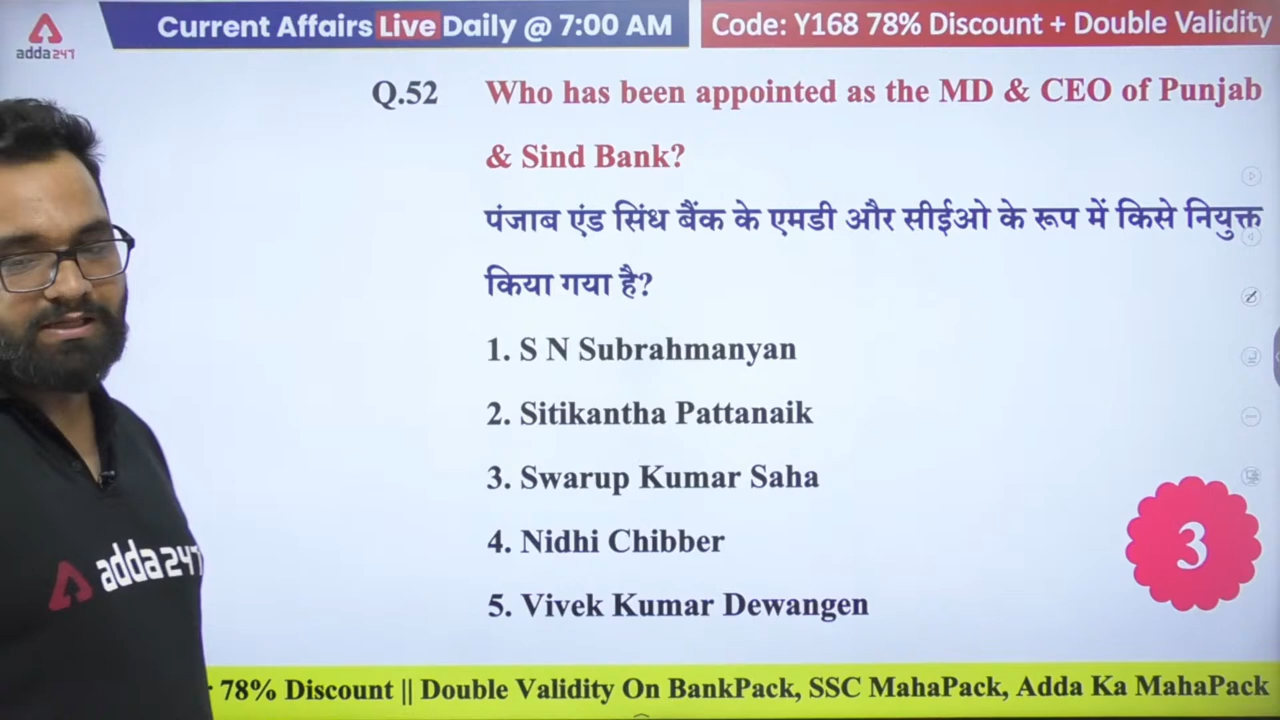 Current Affairs Live Daily @ 7:00 AM
Code: Y168 78% Discount + Double Validity
adda247
Q.52 Who has been appointed as the MD & CEO of Punjab
& Sind Bank?
पंजाब एंड सिंध बैंक के एमडी और सीईओ के रूप में किसे नियुक्त
किया गया है?
1. S N Subrahmanyan
2. Sitikantha Pattanaik
3. Swarup Kumar Saha
4. Nidhi Chibber
5. Vivek Kumar Dewangen
3
adda247
78% Discount || Double Validity On BankPack, SSC MahaPack, Adda Ka MahaPack